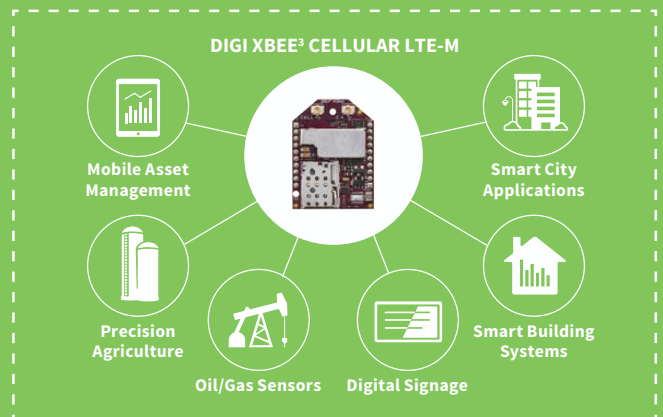 DIGI XBEE³ CELLULAR LTE-M
Mobile Asset
Management
Smart City
Applications
Precision
Agriculture
Smart Building
Systems
Oil/Gas Sensors
Digital Signage